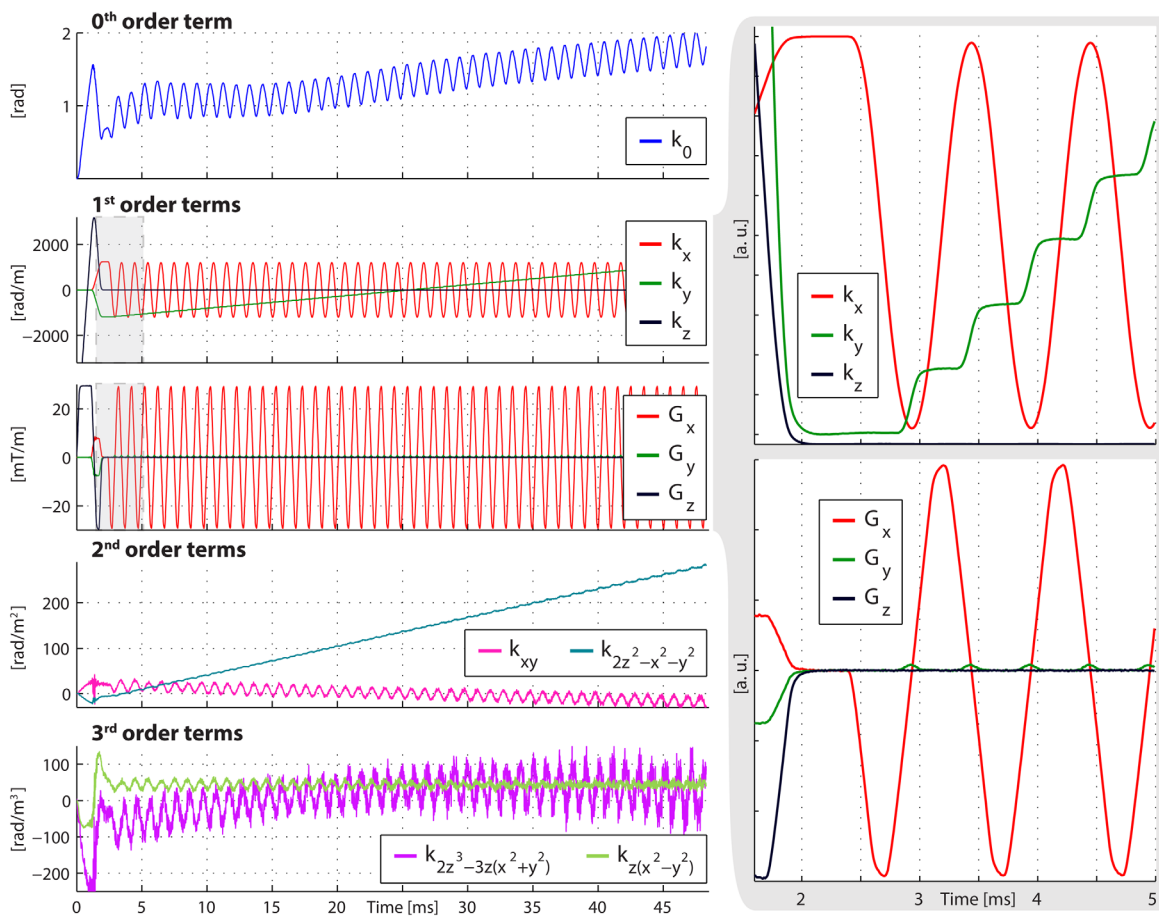 0th order term
[rad]
2
1
k0
1st order terms
[rad/m]
2000
0
−2000
kx
ky
kz
[mT/m]
20
0
−20
Gx
Gy
Gz
2nd order terms
[rad/m²]
200
100
0
kxy k2z²−x²−y²
3rd order terms
[rad/m³]
100
0
−100
−200
k2z³−3z(x²+y²) kz(x²−y²)
0 5 10 15 20 Time [ms] 30 35 40 45
[a. u.]
kx
ky
kz
[a. u.]
Gx
Gy
Gz
2 3 Time [ms] 4 5